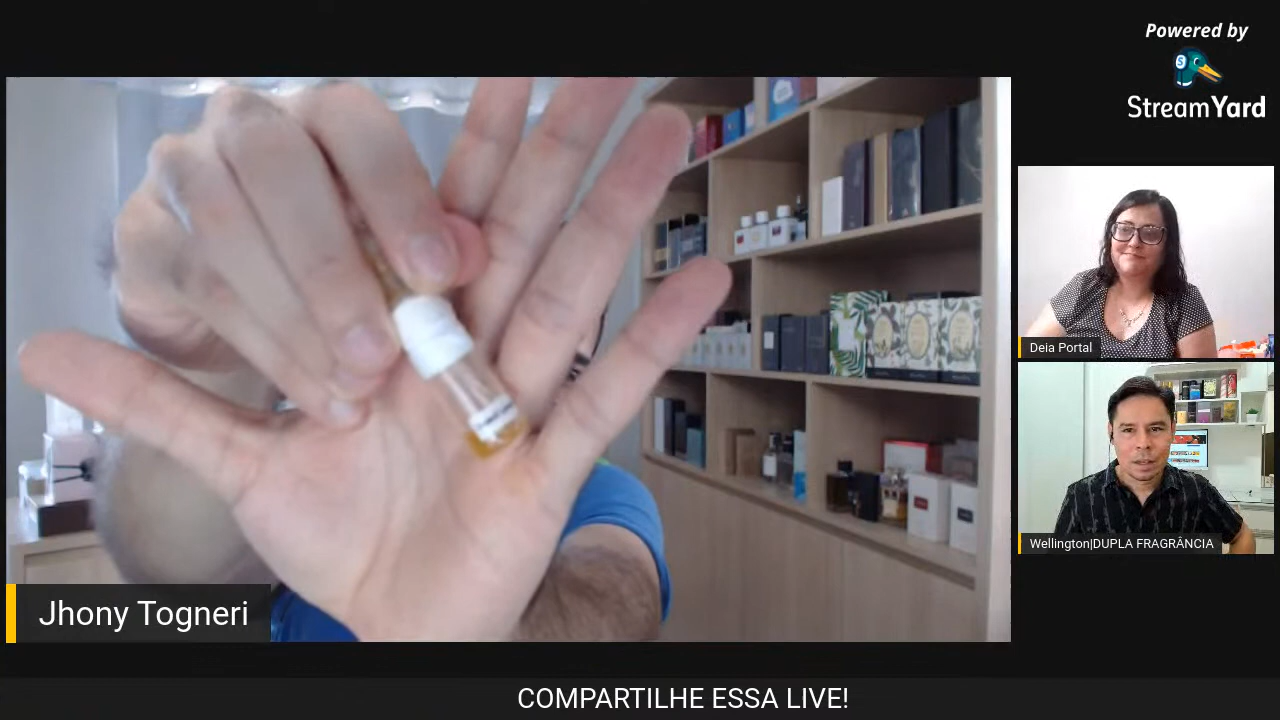 Powered by
StreamYard
Deia Portal
Wellington|DUPLA FRAGRÂNCIA
Jhony Togneri
COMPARTILHE ESSA LIVE!